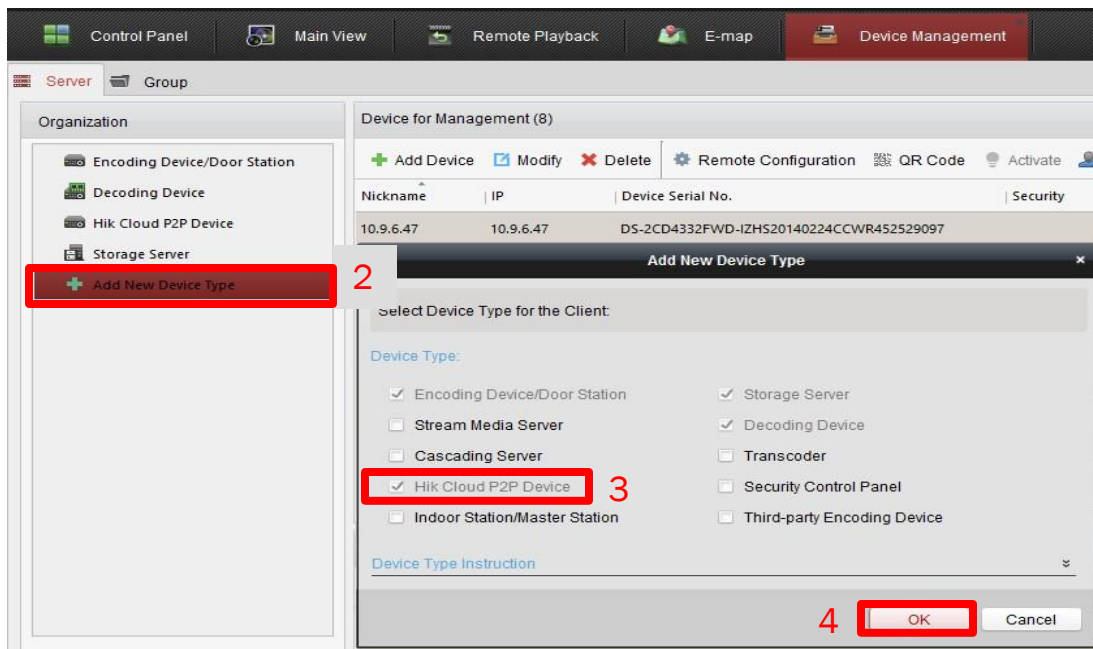 Control Panel Main View Remote Playback E-map Device Management
Server Group
Organization
Encoding Device/Door Station
Decoding Device
Hik Cloud P2P Device
Storage Server
Add New Device Type
2
Device for Management (8)
Add Device Modify Delete Remote Configuration QR Code Activate
Nickname IP Device Serial No. Security
10.9.6.47 10.9.6.47 DS-2CD4332FWD-IZHS20140224CCWR452529097
Add New Device Type ×
Select Device Type for the Client:
Device Type:
Encoding Device/Door Station Storage Server
Stream Media Server Decoding Device
Cascading Server Transcoder
Hik Cloud P2P Device 3 Security Control Panel
Indoor Station/Master Station Third-party Encoding Device
Device Type Instruction
4 OK Cancel